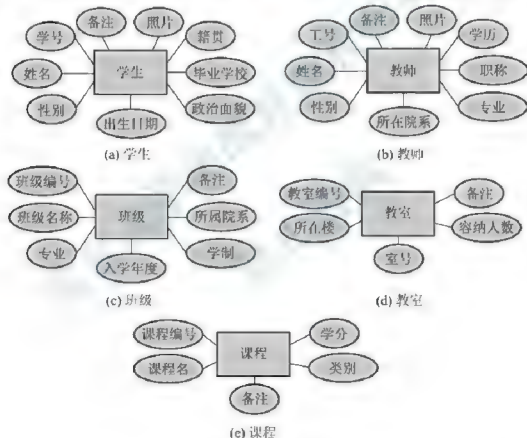 备注 照片 备注 照片
学号 籍贯 工号 学历
姓名 学生 毕业学校 姓名 教师 职称
性别 政治面貌 性别 专业
出生日期 所在院系
(a) 学生 (b) 教师
班级编号 备注 教室编号 备注
班级名称 班级 所属院系 教室
所在楼 容纳人数
专业 学制 室号
入学年度
(c) 班级 (d) 教室
课程编号 学分
课程
课程名 类别
备注
(e) 课程